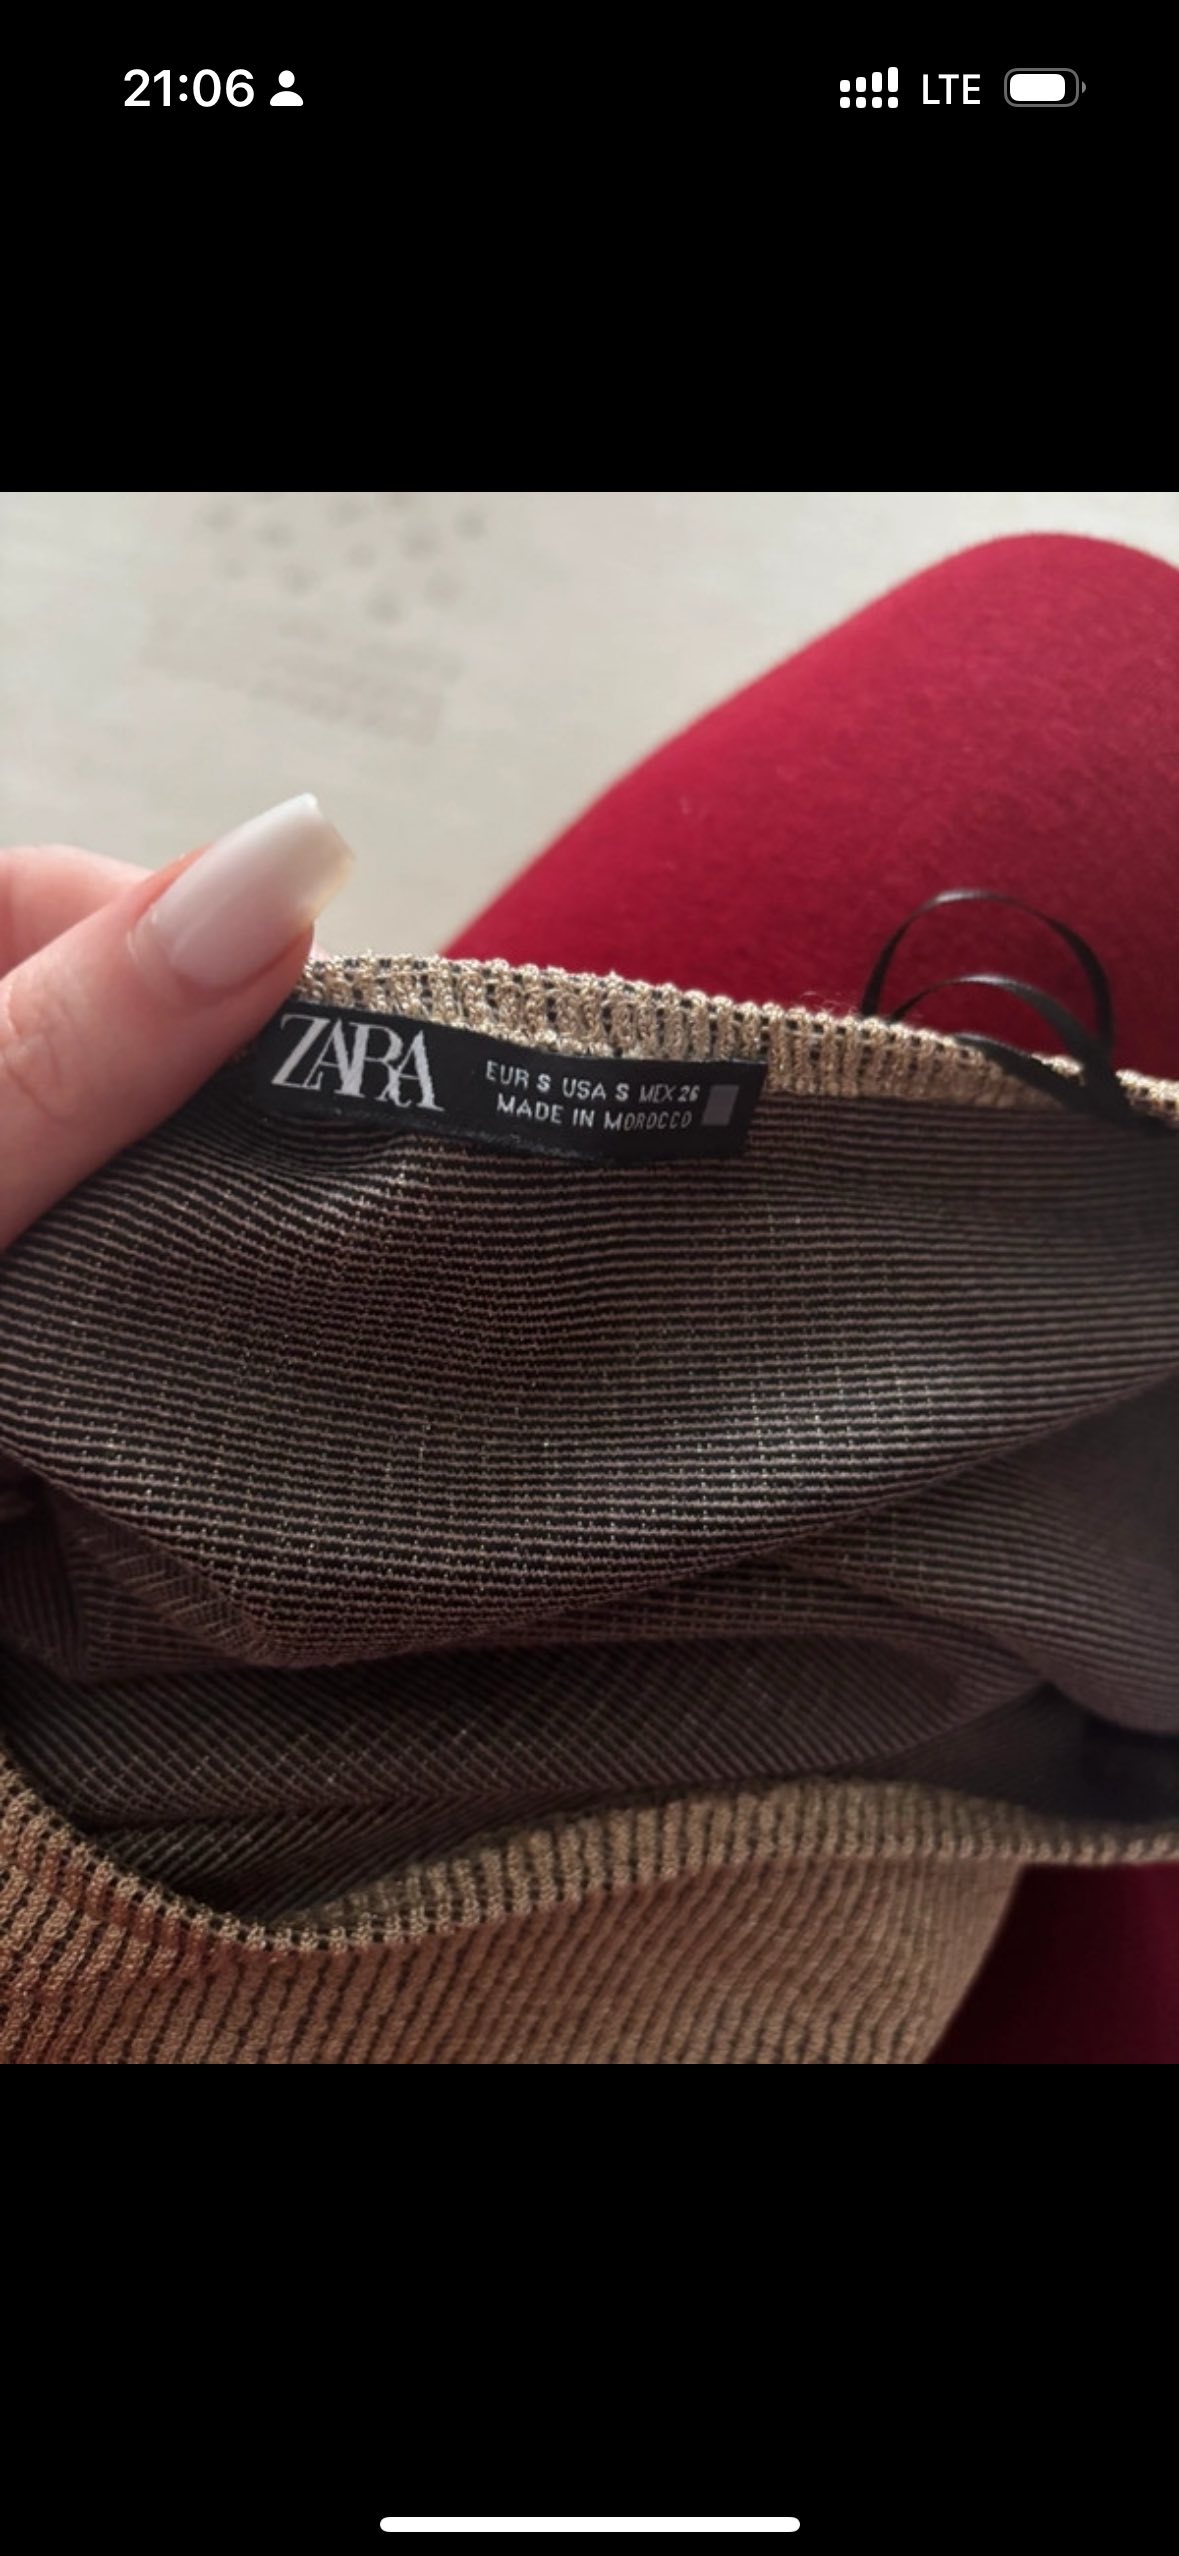 21:06 LTE
ZARA
EUR S USA S MEX 26
MADE IN MOROCCO